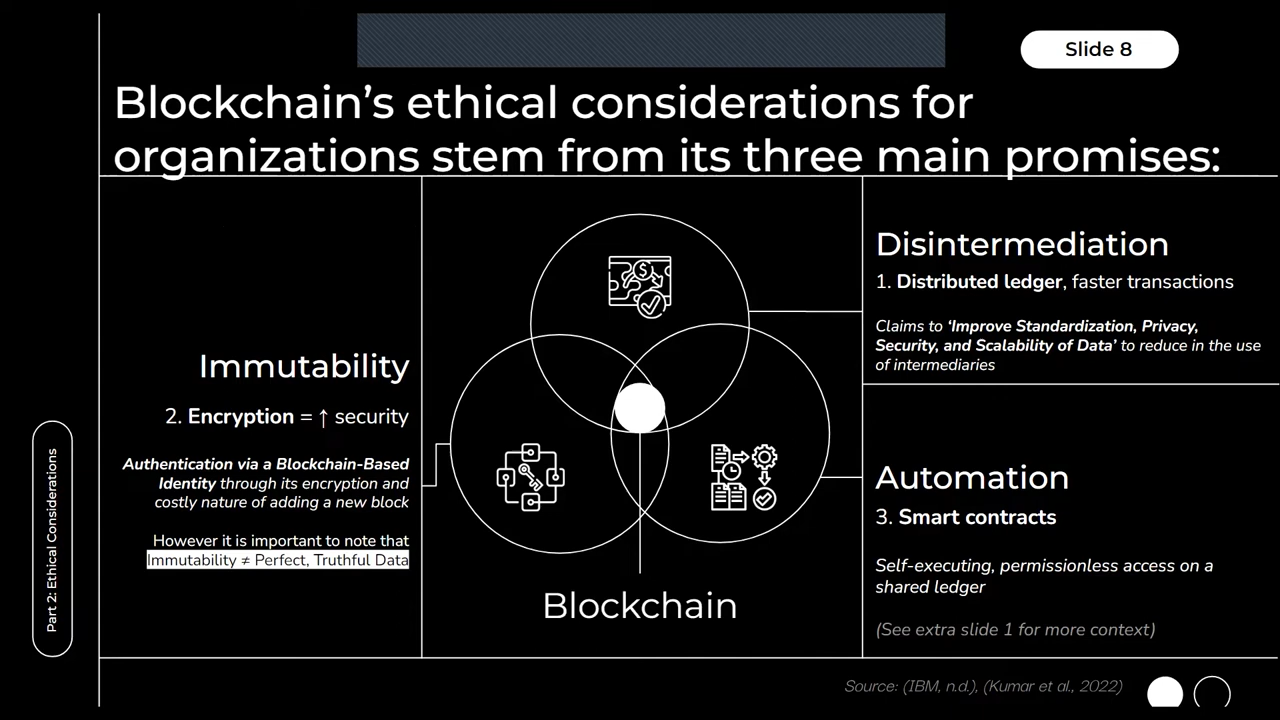 Slide 8
Blockchain’s ethical considerations for
organizations stem from its three main promises:
Disintermediation
1. Distributed ledger, faster transactions
Claims to ‘Improve Standardization, Privacy,
Security, and Scalability of Data’ to reduce in the use
of intermediaries
Immutability
2. Encryption = ↑ security
Authentication via a Blockchain-Based
Identity through its encryption and
costly nature of adding a new block
However it is important to note that
Immutability ≠ Perfect, Truthful Data
Automation
3. Smart contracts
Self-executing, permissionless access on a
shared ledger
(See extra slide 1 for more context)
Blockchain
Part 2: Ethical Considerations
Source: (IBM, n.d.), (Kumar et al., 2022)